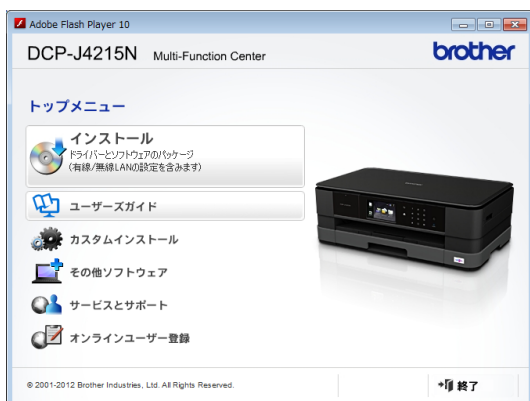 Adobe Flash Player 10
DCP-J4215N Multi-Function Center
brother
トップメニュー
インストール
ドライバーとソフトウェアのパッケージ
(有線/無線LANの設定を含みます)
ユーザーズガイド
カスタムインストール
その他ソフトウェア
サービスとサポート
オンラインユーザー登録
© 2001-2012 Brother Industries, Ltd. All Rights Reserved.
終了